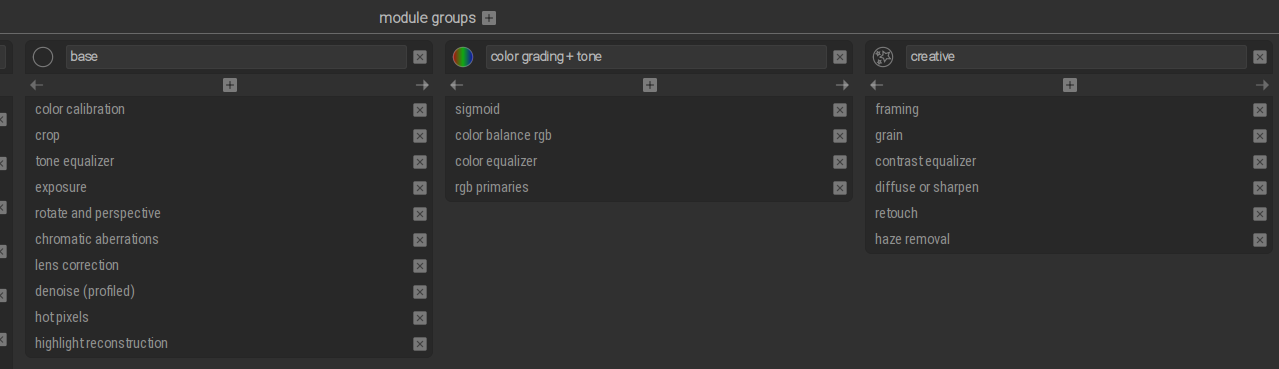 module groups
base
color calibration
crop
tone equalizer
exposure
rotate and perspective
chromatic aberrations
lens correction
denoise (profiled)
hot pixels
highlight reconstruction
color grading + tone
sigmoid
color balance rgb
color equalizer
rgb primaries
creative
framing
grain
contrast equalizer
diffuse or sharpen
retouch
haze removal